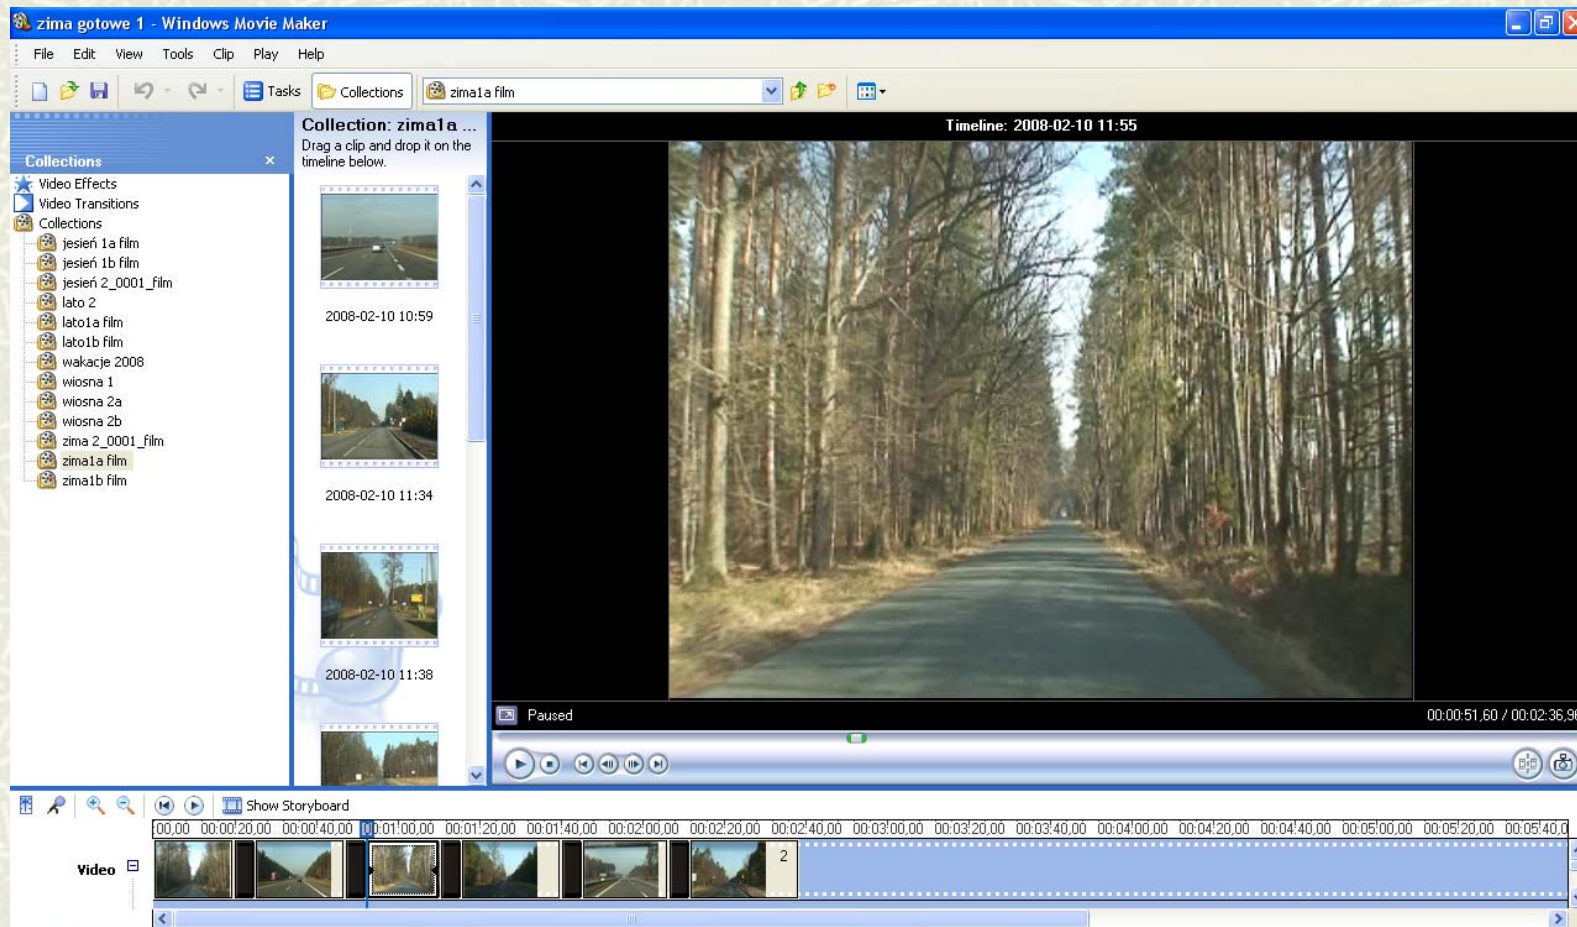 zima gotowe 1 - Windows Movie Maker
File Edit View Tools Clip Play Help
Tasks Collections zima1a film
Collections
Video Effects
Video Transitions
Collections
jesień 1a film
jesień 1b film
jesień 2_0001_film
lato 2
lato1a film
lato1b film
wakacje 2008
wiosna 1
wiosna 2a
wiosna 2b
zima 2_0001_film
zima1a film
zima1b film
Collection: zima1a ...
Drag a clip and drop it on the
timeline below.
2008-02-10 10:59
2008-02-10 11:34
2008-02-10 11:38
Timeline: 2008-02-10 11:55
Paused 00:00:51,60 / 00:02:36,96
Show Storyboard
:00,00 00:00:20,00 00:00:40,00 00:01:00,00 00:01:20,00 00:01:40,00 00:02:00,00 00:02:20,00 00:02:40,00 00:03:00,00 00:03:20,00 00:03:40,00 00:04:00,00 00:04:20,00 00:04:40,00 00:05:00,00 00:05:20,00 00:05:40,0
Video 2